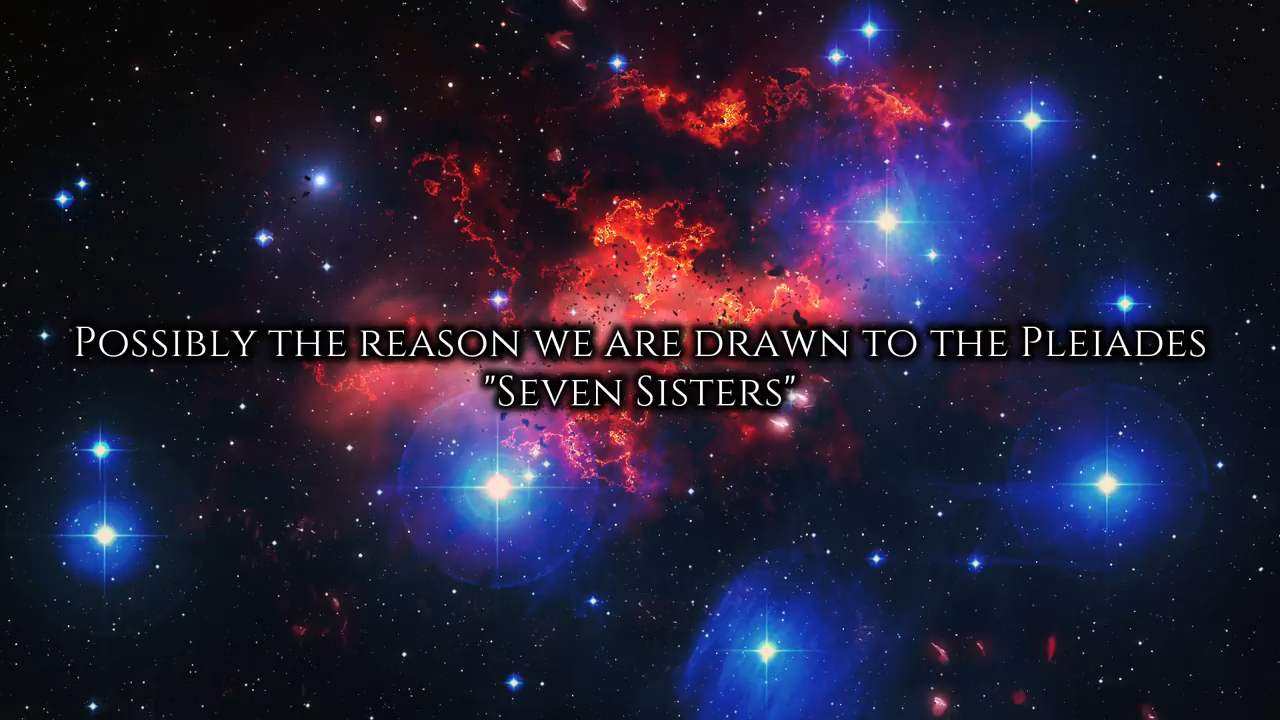 Possibly the reason we are drawn to the Pleiades
"Seven Sisters"